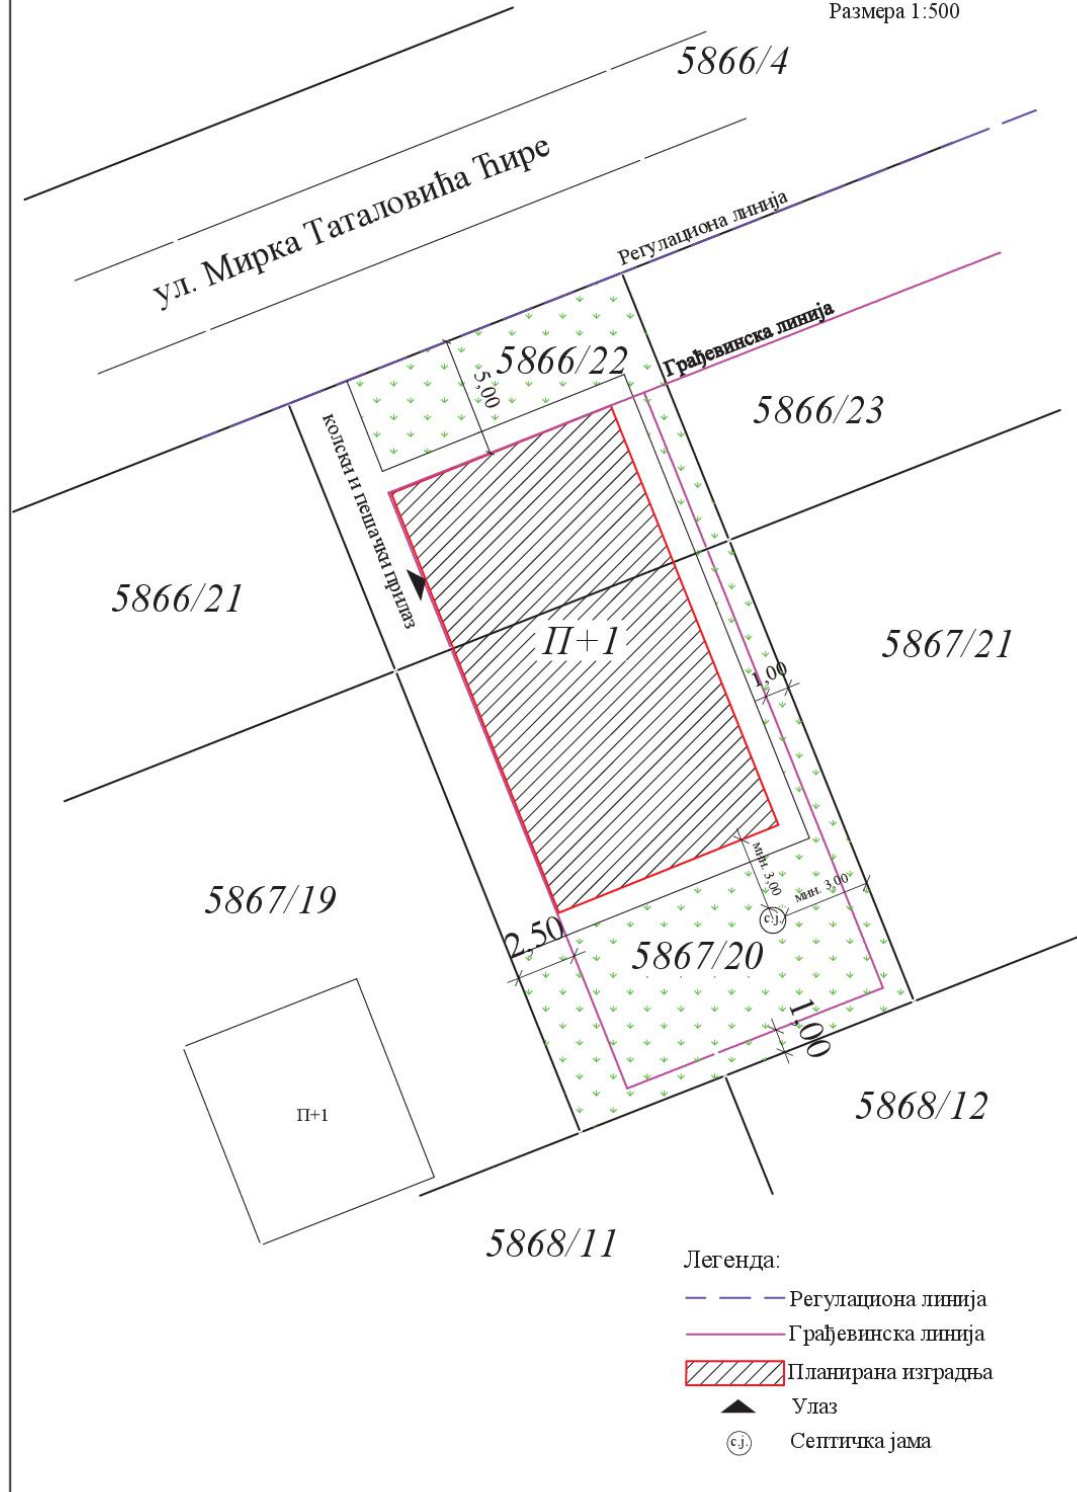 Размера 1:500
5866/4
ул. Мирка Таталовића Ћире
Регулациона линија
Грађевинска линија
5866/22
5,00
5866/23
колски и пешачки прилаз
5866/21
П+1
5867/21
1,00
5867/19
мин. 3,00
мин. 3,00
с.ј.
2,50
5867/20
1,00
П+1
5868/12
5868/11
Легенда:
Регулациона линија
Грађевинска линија
Планирана изградња
Улаз
с.ј.
Септичка јама